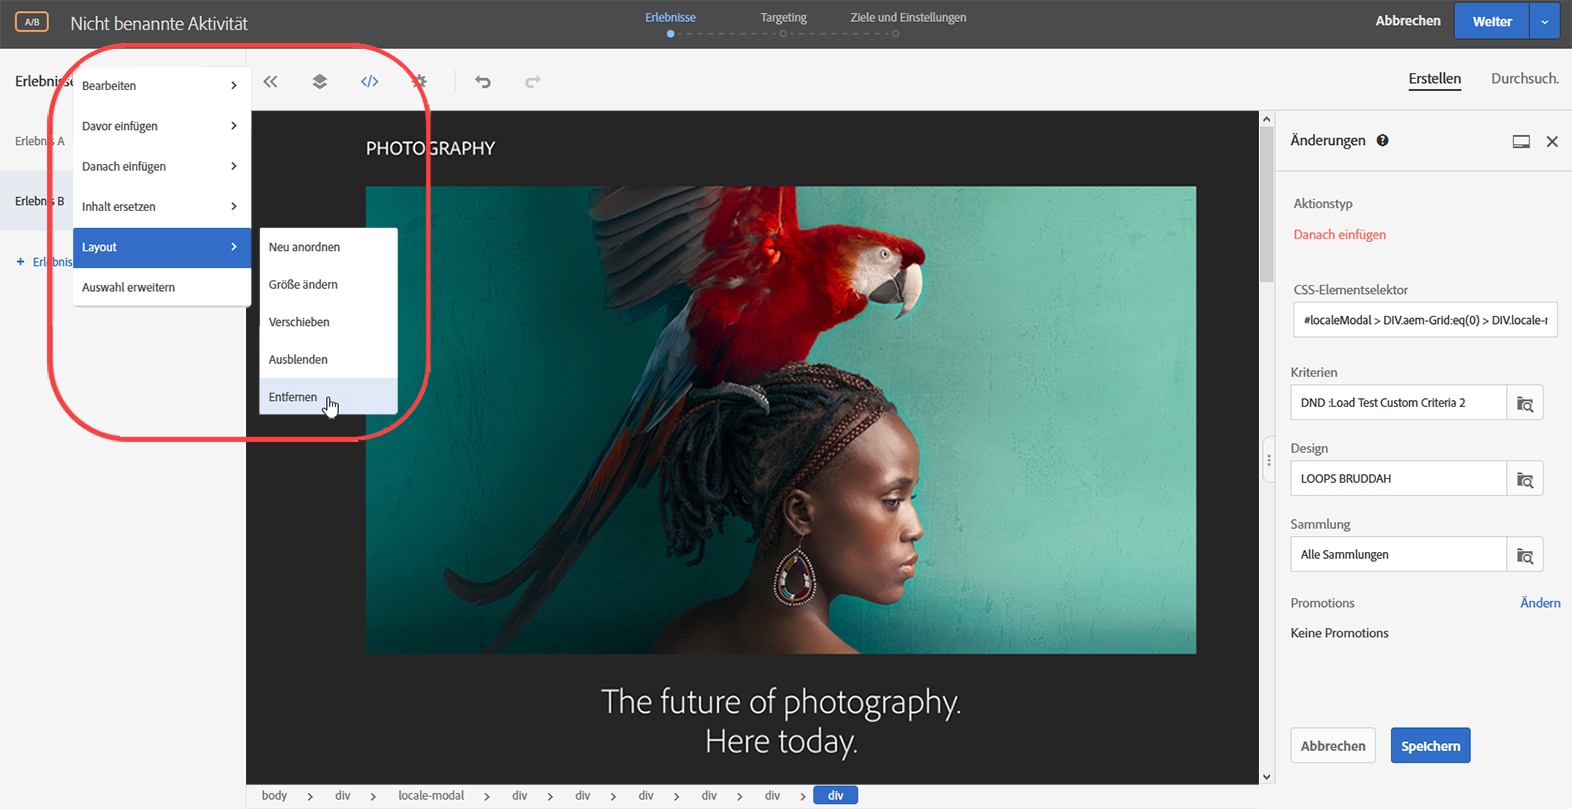 A/B
Nicht benannte Aktivität
Erlebnisse
Targeting
Ziele und Einstellungen
Abbrechen
Weiter
Erlebnisse
Erstellen
Durchsuch.
Erlebnis A
Erlebnis B
+ Erlebnis
Bearbeiten
Davor einfügen
Danach einfügen
Inhalt ersetzen
Layout
Auswahl erweitern
Neu anordnen
Größe ändern
Verschieben
Ausblenden
Entfernen
PHOTOGRAPHY
The future of photography.
Here today.
Änderungen
Aktionstyp
Danach einfügen
CSS-Elementselektor
#localeModal > DIV.aem-Grid:eq(0) > DIV.locale-r
Kriterien
DND :Load Test Custom Criteria 2
Design
LOOPS BRUDDAH
Sammlung
Alle Sammlungen
Promotions
Ändern
Keine Promotions
Abbrechen
Speichern
body > div > locale-modal > div > div > div > div > div > div